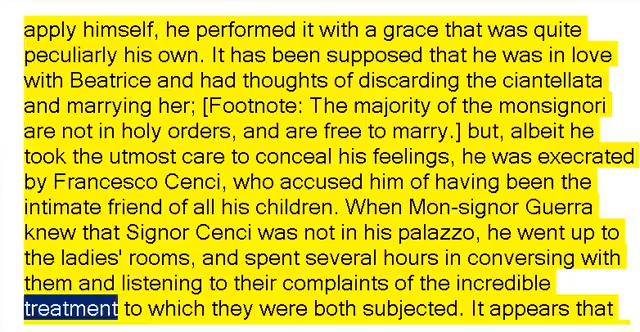 apply himself, he performed it with a grace that was quite
peculiarly his own. It has been supposed that he was in love
with Beatrice and had thoughts of discarding the ciantellata
and marrying her; [Footnote: The majority of the monsignori
are not in holy orders, and are free to marry.] but, albeit he
took the utmost care to conceal his feelings, he was execrated
by Francesco Cenci, who accused him of having been the
intimate friend of all his children. When Mon-signor Guerra
knew that Signor Cenci was not in his palazzo, he went up to
the ladies' rooms, and spent several hours in conversing with
them and listening to their complaints of the incredible
treatment to which they were both subjected. It appears that